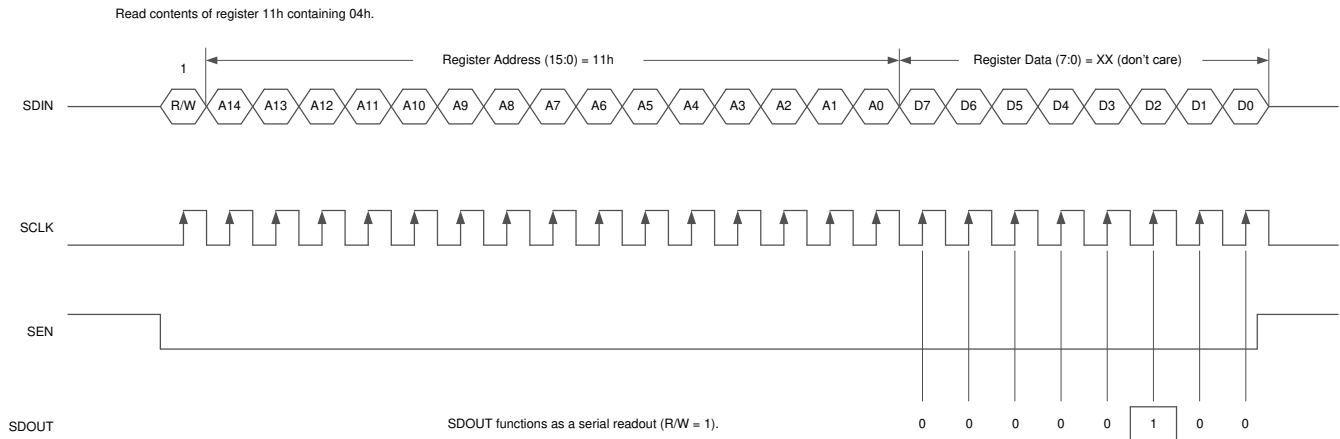 Read contents of register 11h containing 04h.
1
Register Address (15:0) = 11h
Register Data (7:0) = XX (don't care)
SDIN
R/W A14 A13 A12 A11 A10 A9 A8 A7 A6 A5 A4 A3 A2 A1 A0 D7 D6 D5 D4 D3 D2 D1 D0
SCLK
SEN
SDOUT
SDOUT functions as a serial readout (R/W = 1).
0 0 0 0 0 1 0 0